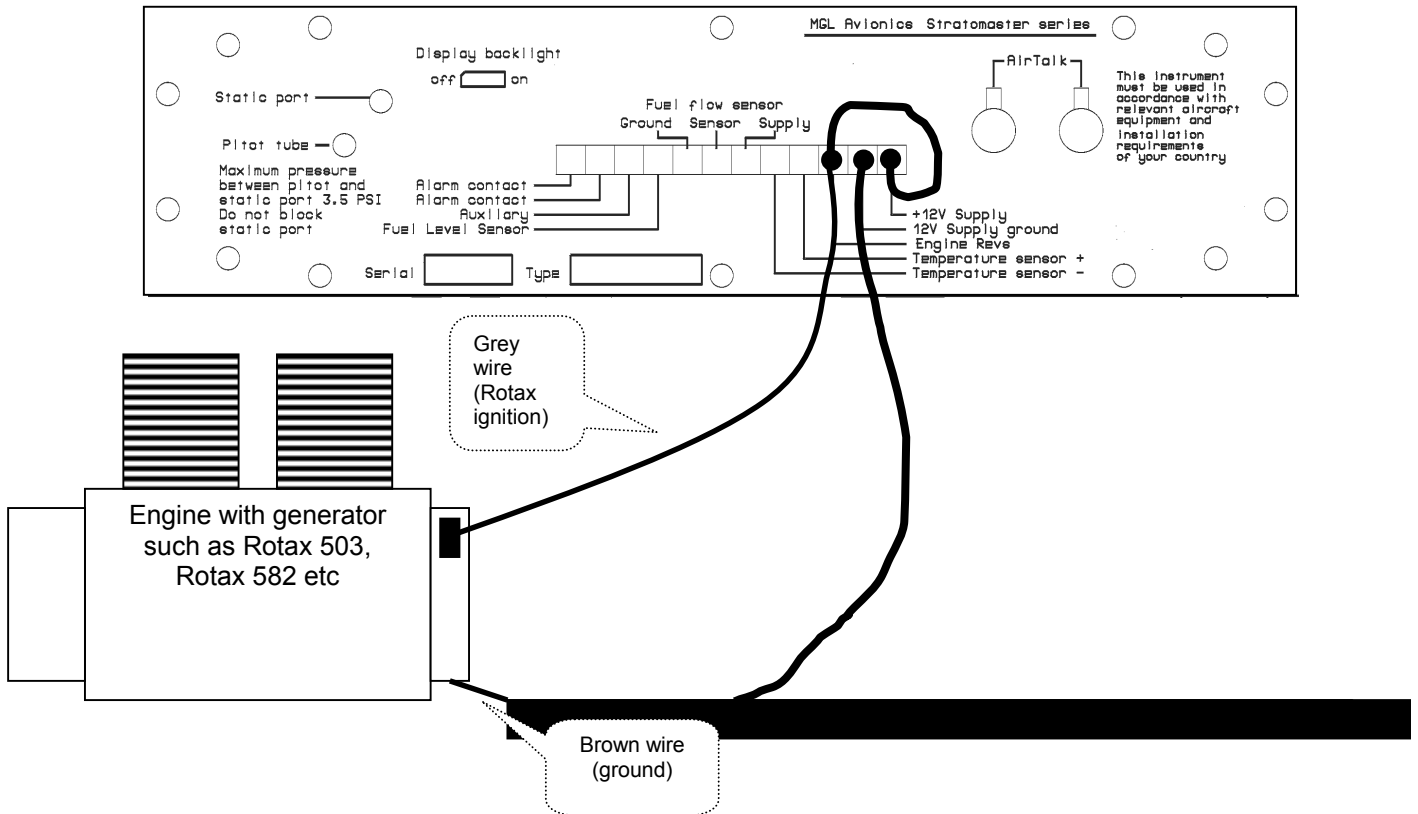 MGL Avionics Stratomaster series
Display backlight
off on
Static port
Pitot tube
Maximum pressure
between pitot and
static port 3.5 PSI
Do not block
static port
Fuel flow sensor
Ground Sensor Supply
Alarm contact
Alarm contact
Auxilary
Fuel Level Sensor
Serial
Type
+12V Supply
12V Supply ground
Engine Revs
Temperature sensor +
Temperature sensor -
AirTalk
This instrument
must be used in
accordance with
relevant aircraft
equipment and
installation
requirements
of your country
Grey
wire
(Rotax
ignition)
Engine with generator
such as Rotax 503,
Rotax 582 etc
Brown wire
(ground)